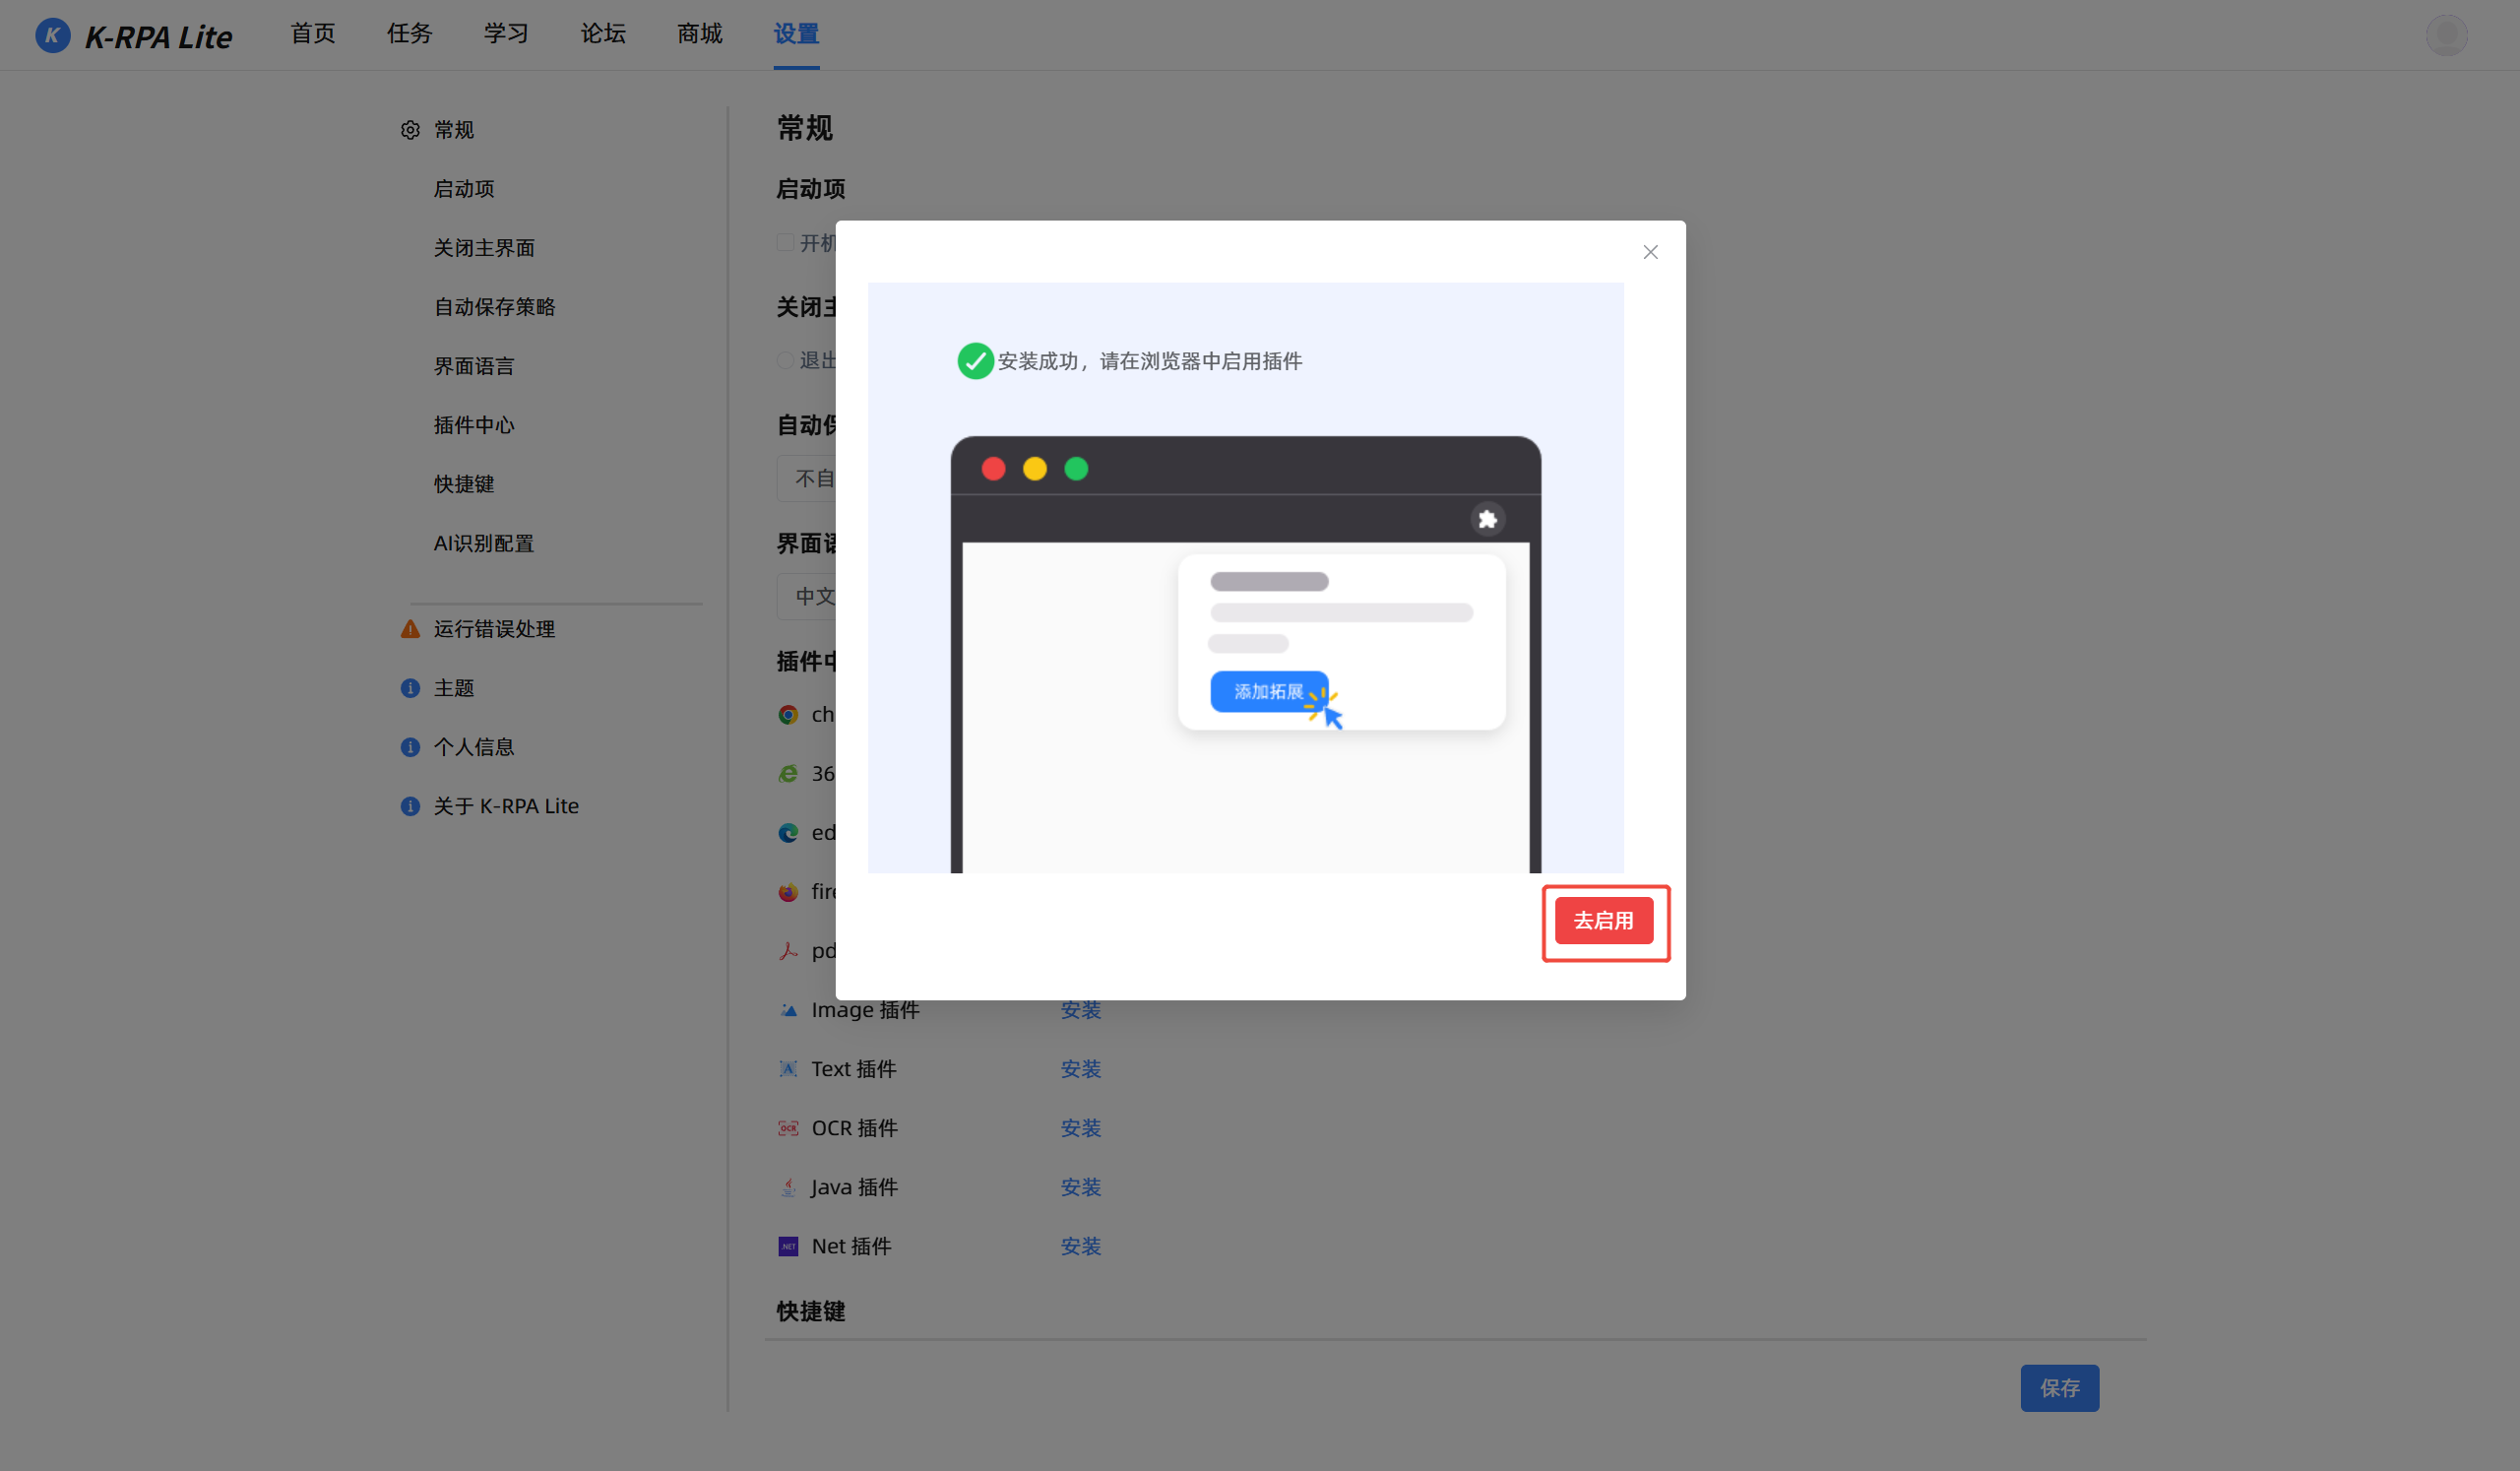 K-RPA Lite
首页
任务
学习
论坛
商城
设置
常规
启动项
关闭主界面
自动保存策略
界面语言
插件中心
快捷键
AI识别配置
运行错误处理
主题
个人信息
关于 K-RPA Lite
常规
启动项
开机
关闭主
退出
自动保
不自
界面语
中文
插件中
ch
36
ed
fire
pd
Image 插件 安装
Text 插件 安装
OCR 插件 安装
Java 插件 安装
Net 插件 安装
快捷键
保存
安装成功，请在浏览器中启用插件
添加拓展
去启用